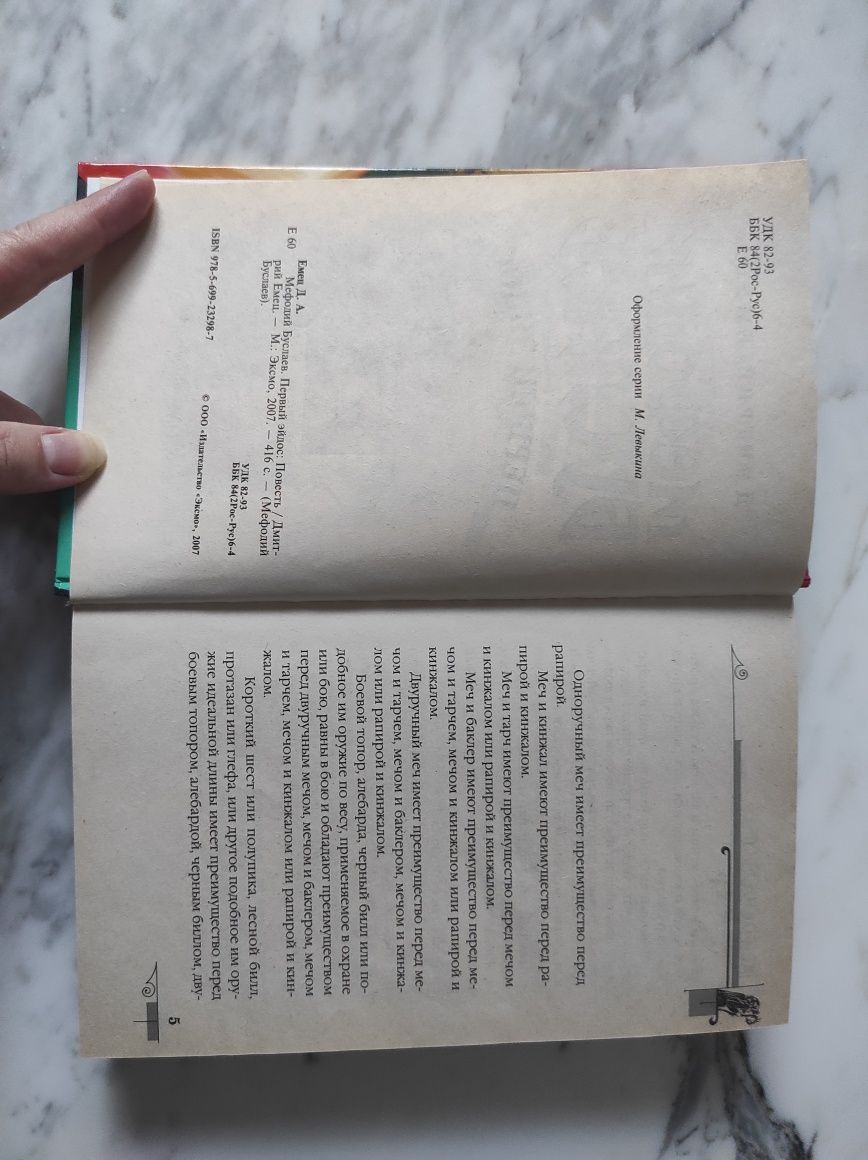 УДК 82-93
ББК 84(2Рос-Рус)6-4
Е 60
Оформление серии М. Левыкина
Емец Д. А.
Е 60
Мефодий Буслаев. Первый эйдос: Повесть / Дмит-
рий Емец. — М.: Эксмо, 2007. — 416 с. — (Мефодий
Буслаев).
УДК 82-93
ББК 84(2Рос-Рус)6-4
ISBN 978-5-699-23298-7
© ООО «Издательство «Эксмо», 2007
Одноручный меч имеет преимущество перед
рапирой.
Меч и кинжал имеют преимущество перед ра-
пирой и кинжалом.
Меч и тарч имеют преимущество перед мечом
и кинжалом или рапирой и кинжалом.
Меч и баклер имеют преимущество перед ме-
чом и тарчем, мечом и кинжалом или рапирой и
кинжалом.
Двуручный меч имеет преимущество перед ме-
чом и тарчем, мечом и баклером, мечом и кинжа-
лом или рапирой и кинжалом.
Боевой топор, алебарда, черный билл или по-
добное им оружие по весу, применяемое в охране
или бою, равны в бою и обладают преимуществом
перед двуручным мечом, мечом и баклером, мечом
и тарчем, мечом и кинжалом или рапирой и кин-
жалом.
Короткий шест или полупика, лесной билл,
протазан или глефа, или другое подобное им ору-
жие идеальной длины имеет преимущество перед
боевым топором, алебардой, черным биллом, дву-
5